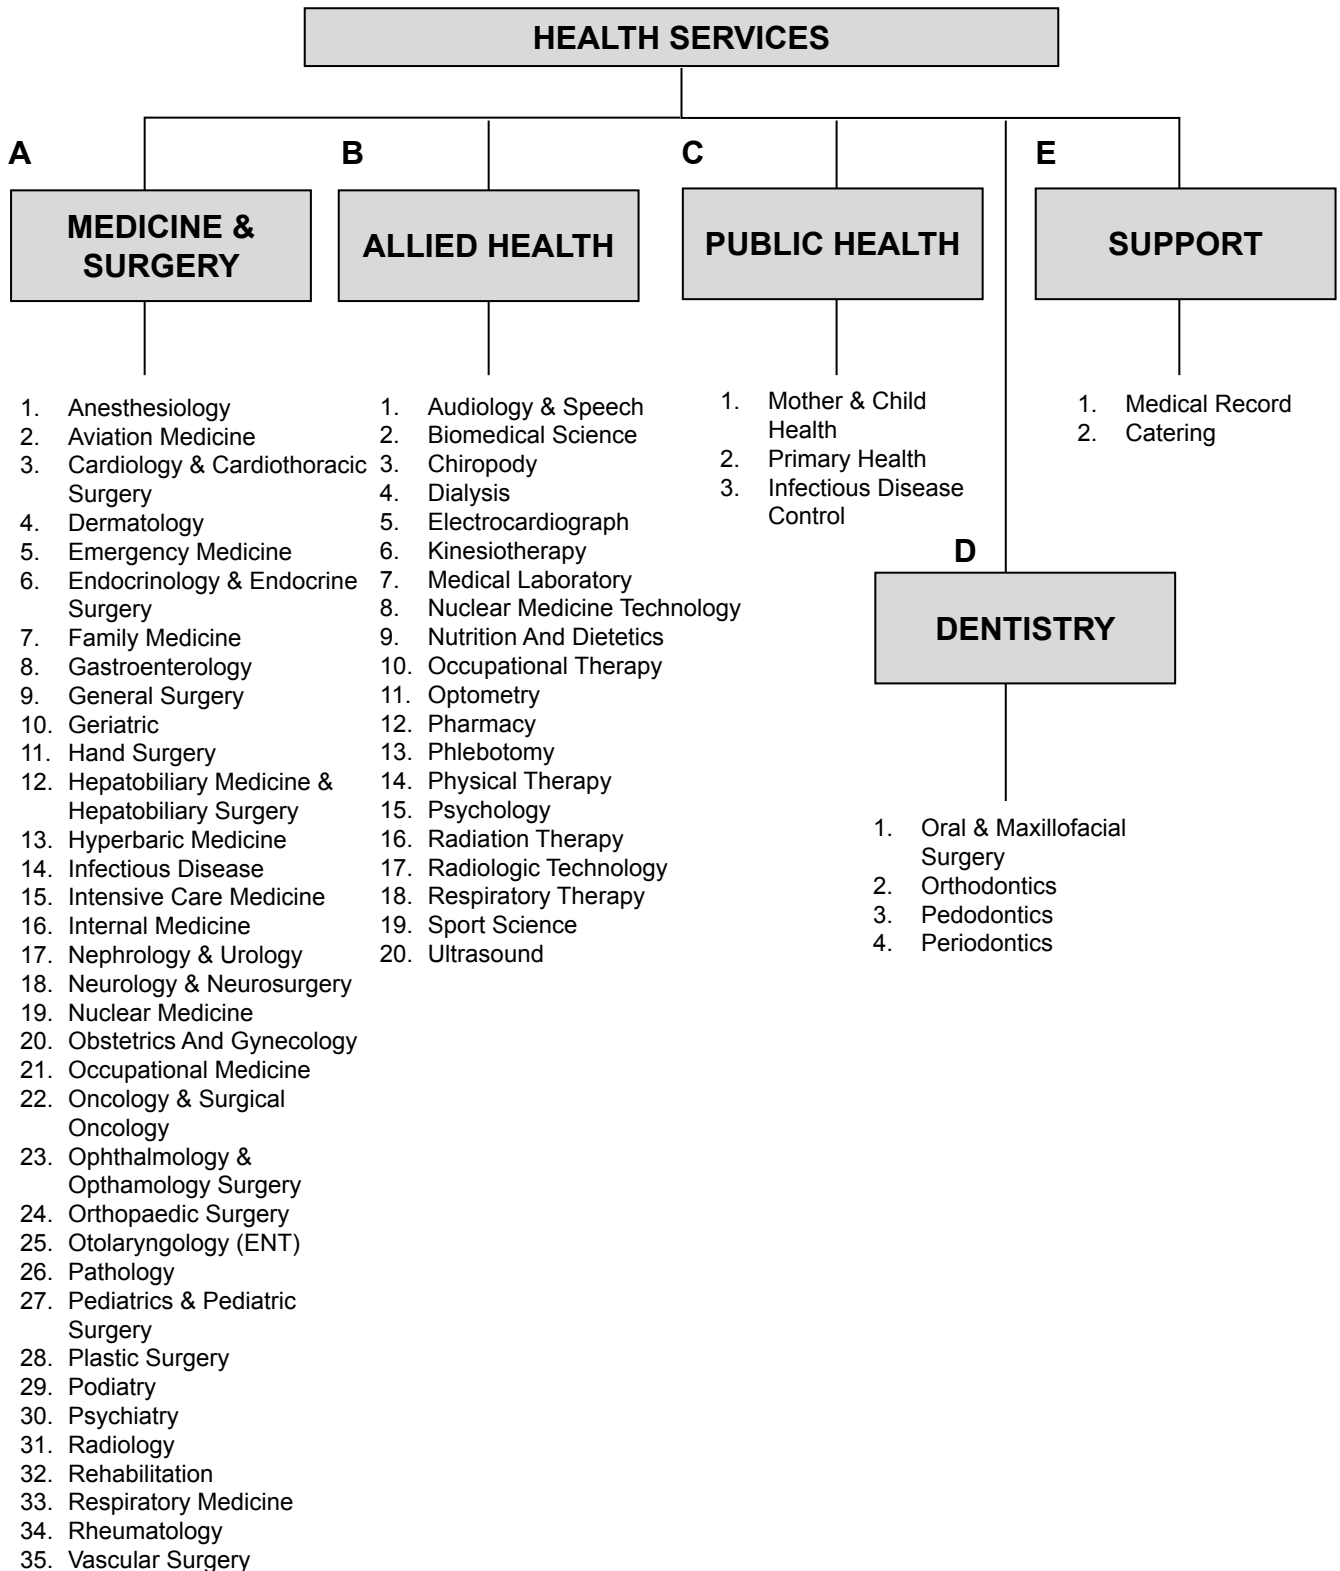 HEALTH SERVICES
A
MEDICINE &
SURGERY
1. Anesthesiology
2. Aviation Medicine
3. Cardiology & Cardiothoracic
Surgery
4. Dermatology
5. Emergency Medicine
6. Endocrinology & Endocrine
Surgery
7. Family Medicine
8. Gastroenterology
9. General Surgery
10. Geriatric
11. Hand Surgery
12. Hepatobiliary Medicine &
Hepatobiliary Surgery
13. Hyperbaric Medicine
14. Infectious Disease
15. Intensive Care Medicine
16. Internal Medicine
17. Nephrology & Urology
18. Neurology & Neurosurgery
19. Nuclear Medicine
20. Obstetrics And Gynecology
21. Occupational Medicine
22. Oncology & Surgical
Oncology
23. Ophthalmology &
Opthamology Surgery
24. Orthopaedic Surgery
25. Otolaryngology (ENT)
26. Pathology
27. Pediatrics & Pediatric
Surgery
28. Plastic Surgery
29. Podiatry
30. Psychiatry
31. Radiology
32. Rehabilitation
33. Respiratory Medicine
34. Rheumatology
35. Vascular Surgery
B
ALLIED HEALTH
1. Audiology & Speech
2. Biomedical Science
3. Chiropody
4. Dialysis
5. Electrocardiograph
6. Kinesiotherapy
7. Medical Laboratory
8. Nuclear Medicine Technology
9. Nutrition And Dietetics
10. Occupational Therapy
11. Optometry
12. Pharmacy
13. Phlebotomy
14. Physical Therapy
15. Psychology
16. Radiation Therapy
17. Radiologic Technology
18. Respiratory Therapy
19. Sport Science
20. Ultrasound
C
PUBLIC HEALTH
1. Mother & Child
Health
2. Primary Health
3. Infectious Disease
Control
D
DENTISTRY
1. Oral & Maxillofacial
Surgery
2. Orthodontics
3. Pedodontics
4. Periodontics
E
SUPPORT
1. Medical Record
2. Catering